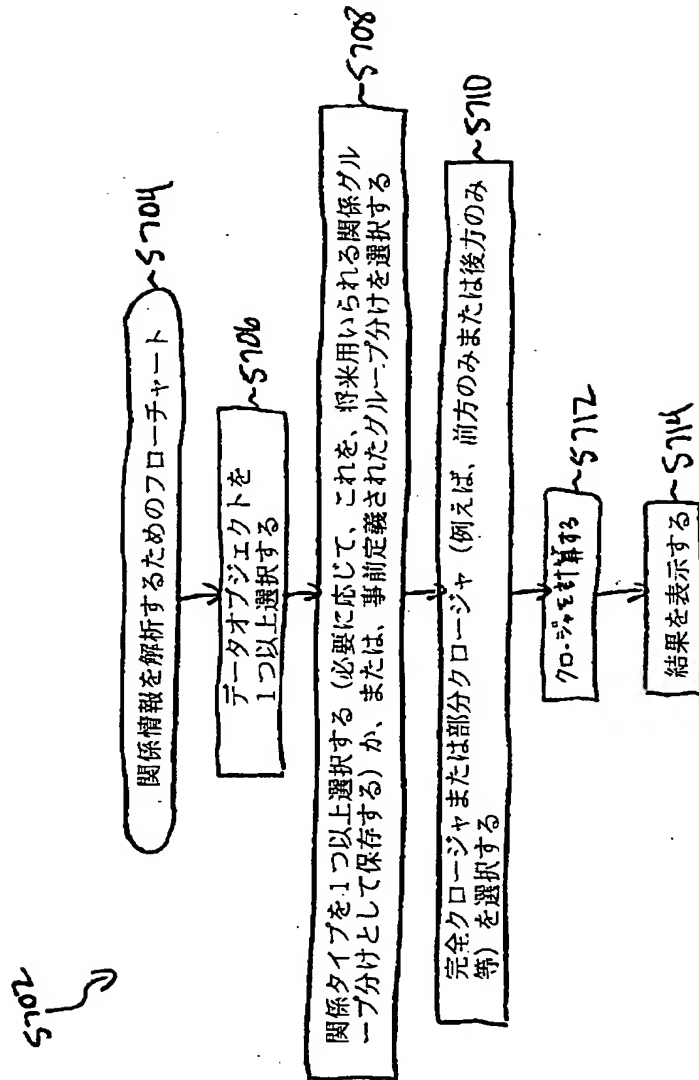 S702
関係情報を解析するためのフローチャート
~S704
データオブジェクトを
1つ以上選択する
~S706
関係タイプを1つ以上選択する（必要に応じて、これを、将来用いられる関係グル
ープ分けとして保存する）か、または、事前定義されたグループ分けを選択する
~S708
完全クロージャまたは部分クロージャ（例えば、前方のみまたは後方のみ
等）を選択する
~S710
クロージャを計算する
~S712
結果を表示する
~S714